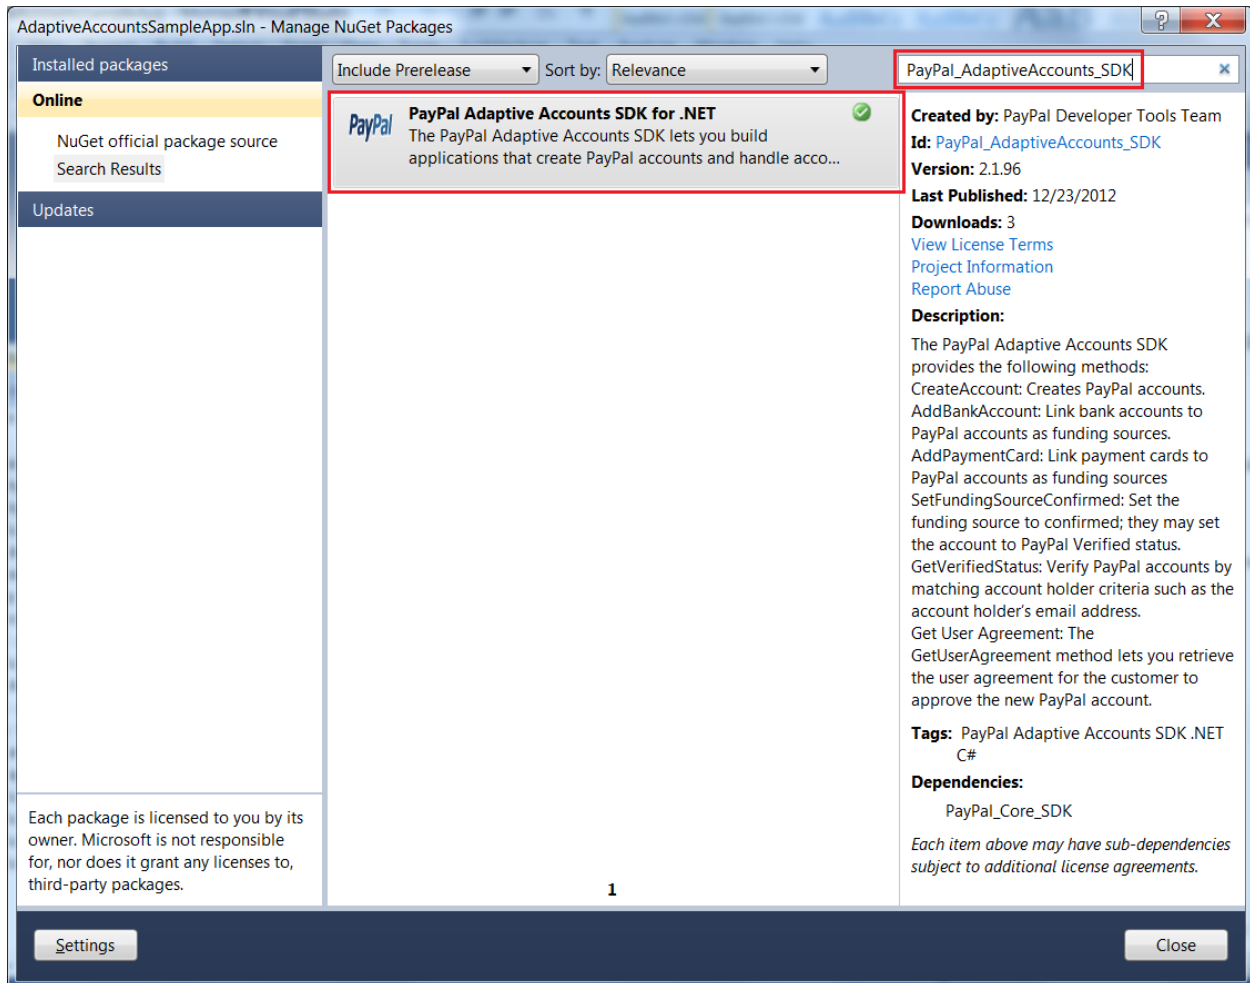 AdaptiveAccountsSampleApp.sln - Manage NuGet Packages
Installed packages
Online
NuGet official package source
Search Results
Updates
Each package is licensed to you by its
owner. Microsoft is not responsible
for, nor does it grant any licenses to,
third-party packages.
Include Prerelease
Sort by: Relevance
PayPal
PayPal Adaptive Accounts SDK for .NET
The PayPal Adaptive Accounts SDK lets you build
applications that create PayPal accounts and handle acco...
1
PayPal_AdaptiveAccounts_SDK
Created by: PayPal Developer Tools Team
Id: PayPal_AdaptiveAccounts_SDK
Version: 2.1.96
Last Published: 12/23/2012
Downloads: 3
View License Terms
Project Information
Report Abuse
Description:
The PayPal Adaptive Accounts SDK
provides the following methods:
CreateAccount: Creates PayPal accounts.
AddBankAccount: Link bank accounts to
PayPal accounts as funding sources.
AddPaymentCard: Link payment cards to
PayPal accounts as funding sources
SetFundingSourceConfirmed: Set the
funding source to confirmed; they may set
the account to PayPal Verified status.
GetVerifiedStatus: Verify PayPal accounts by
matching account holder criteria such as the
account holder's email address.
Get User Agreement: The
GetUserAgreement method lets you retrieve
the user agreement for the customer to
approve the new PayPal account.
Tags: PayPal Adaptive Accounts SDK .NET
C#
Dependencies:
PayPal_Core_SDK
Each item above may have sub-dependencies
subject to additional license agreements.
Settings
Close